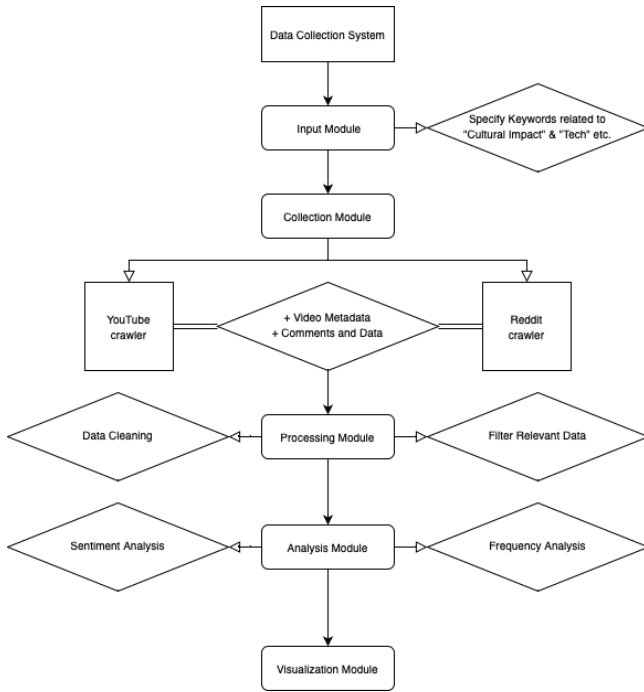 Data Collection System
Input Module
Specify Keywords related to
"Cultural Impact" & "Tech" etc.
Collection Module
YouTube
crawler
+ Video Metadata
+ Comments and Data
Reddit
crawler
Data Cleaning
Processing Module
Filter Relevant Data
Sentiment Analysis
Analysis Module
Frequency Analysis
Visualization Module